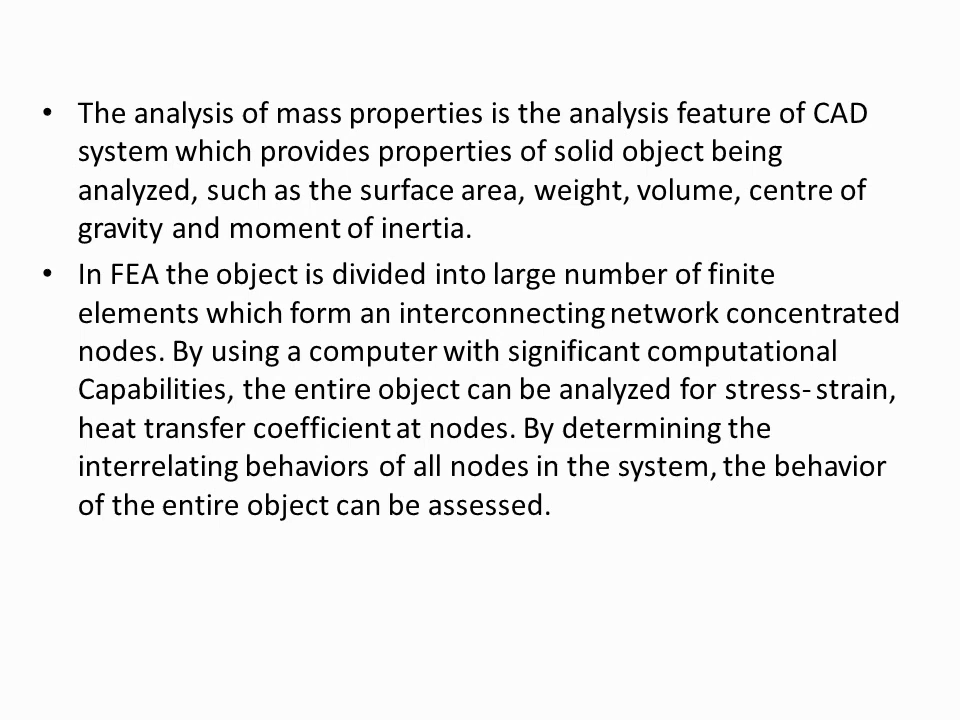 • The analysis of mass properties is the analysis feature of CAD
system which provides properties of solid object being
analyzed, such as the surface area, weight, volume, centre of
gravity and moment of inertia.
• In FEA the object is divided into large number of finite
elements which form an interconnecting network concentrated
nodes. By using a computer with significant computational
Capabilities, the entire object can be analyzed for stress- strain,
heat transfer coefficient at nodes. By determining the
interrelating behaviors of all nodes in the system, the behavior
of the entire object can be assessed.